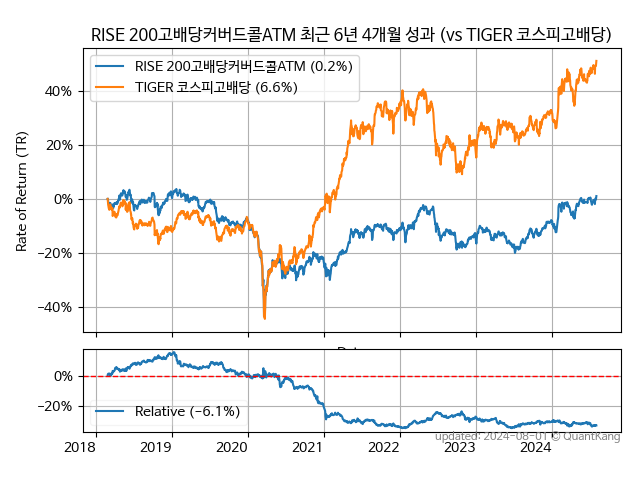 RISE 200고배당커버드콜ATM 최근 6년 4개월 성과 (vs TIGER 코스피고배당)
RISE 200고배당커버드콜ATM (0.2%)
TIGER 코스피고배당 (6.6%)
Rate of Return (TR)
40%
20%
0%
−20%
−40%
0%
−20%
Relative (−6.1%)
2018 2019 2020 2021 2022 2023 2024
updated: 2024-08-01 © QuantKang